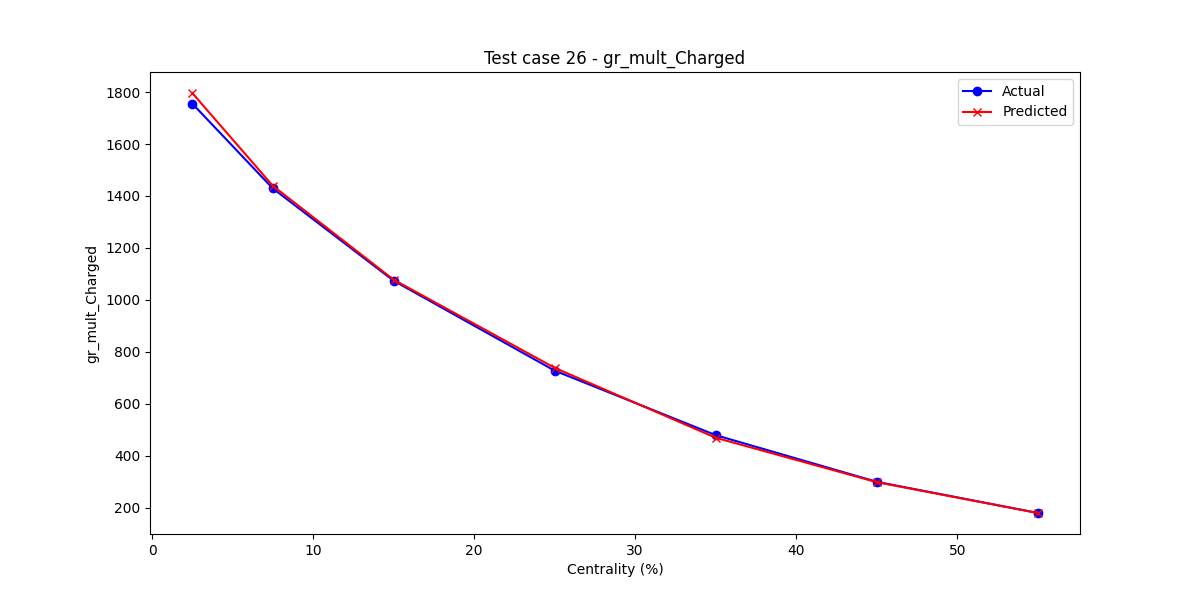 Test case 26 - gr_mult_Charged
Actual
Predicted
gr_mult_Charged
1800
1600
1400
1200
1000
800
600
400
200
0 10 20 30 40 50
Centrality (%)